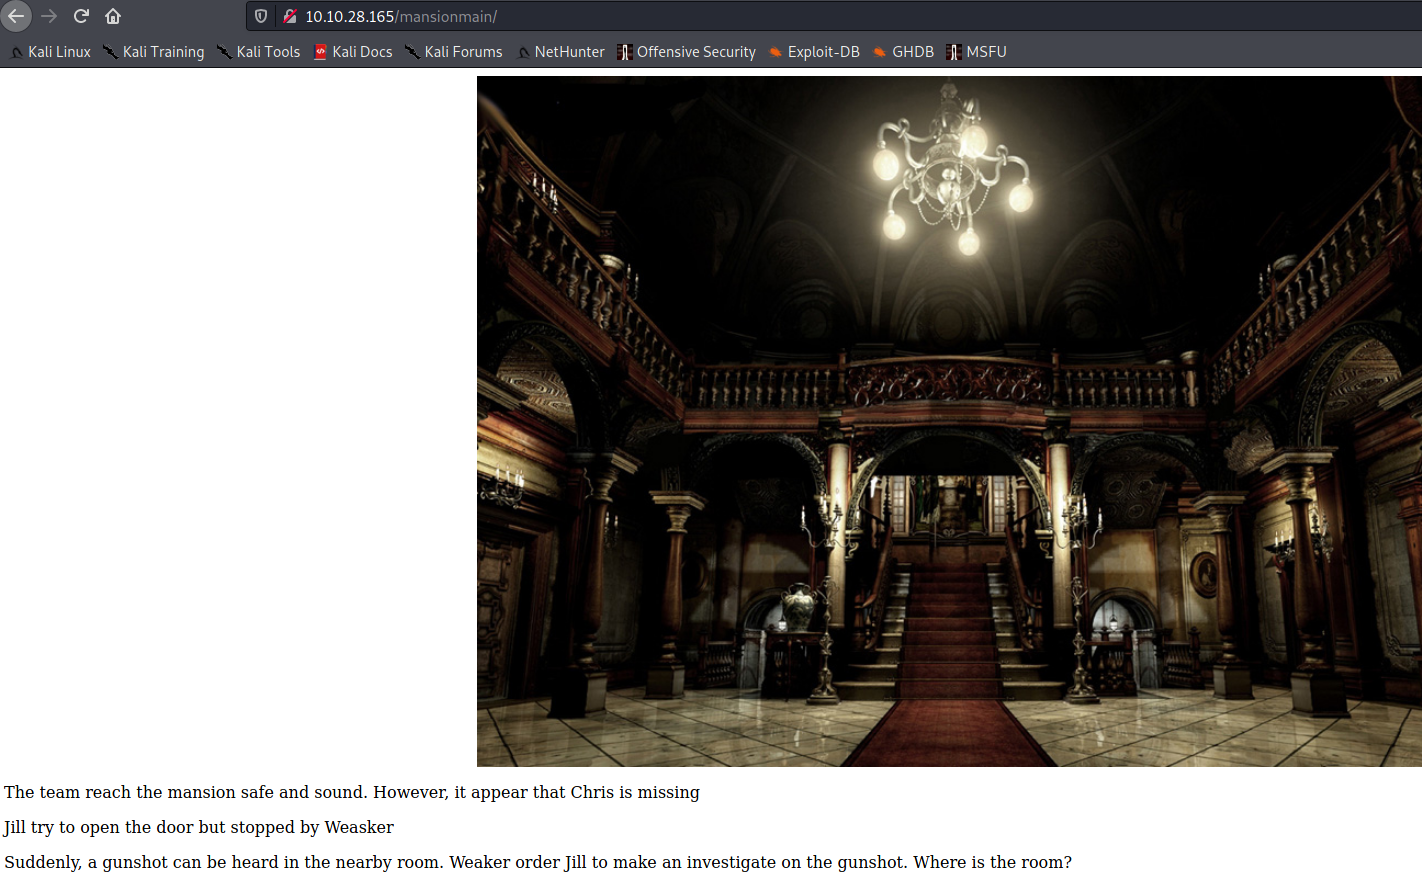 10.10.28.165/mansionmain/
Kali Linux Kali Training Kali Tools Kali Docs Kali Forums NetHunter Offensive Security Exploit-DB GHDB MSFU
The team reach the mansion safe and sound. However, it appear that Chris is missing
Jill try to open the door but stopped by Weasker
Suddenly, a gunshot can be heard in the nearby room. Weaker order Jill to make an investigate on the gunshot. Where is the room?